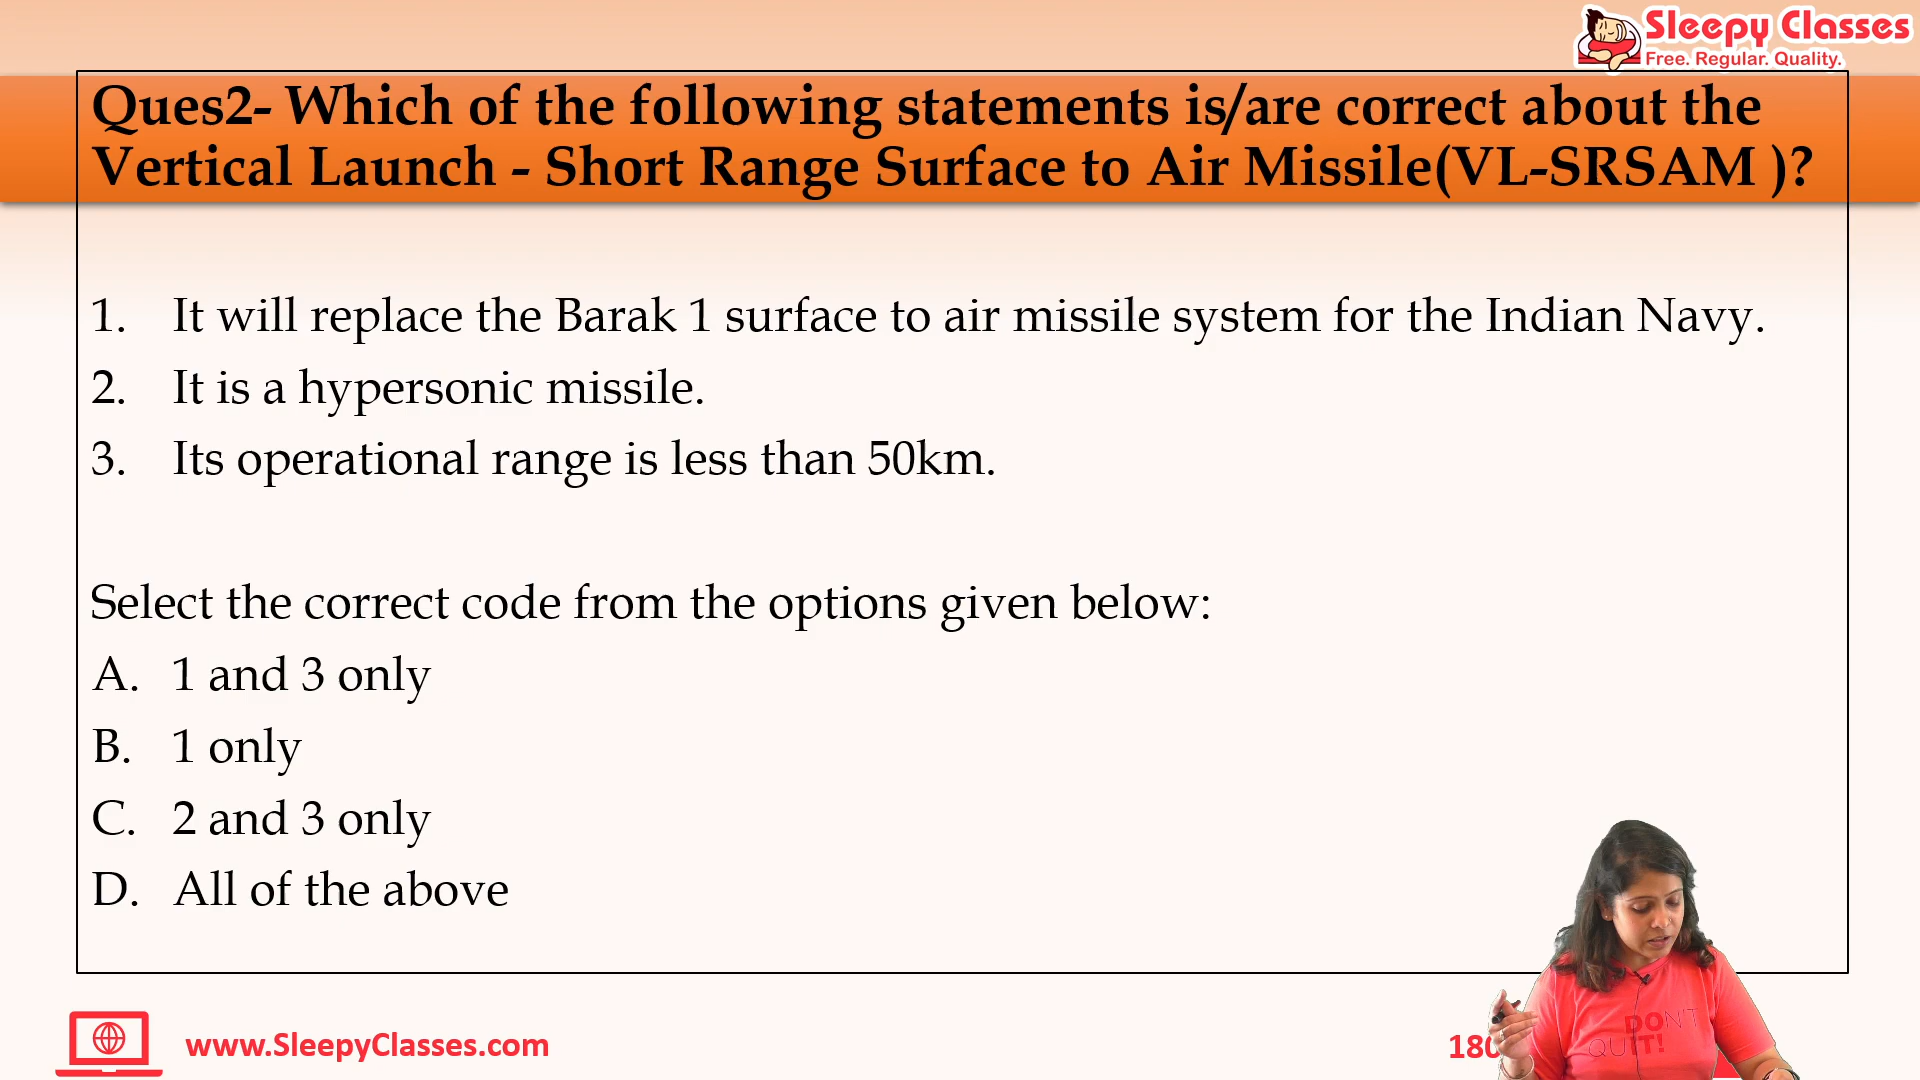 Sleepy Classes
Free. Regular. Quality.
Ques2- Which of the following statements is/are correct about the
Vertical Launch - Short Range Surface to Air Missile(VL-SRSAM )?
1. It will replace the Barak 1 surface to air missile system for the Indian Navy.
2. It is a hypersonic missile.
3. Its operational range is less than 50km.
Select the correct code from the options given below:
A. 1 and 3 only
B. 1 only
C. 2 and 3 only
D. All of the above
DON'T
QUIT!
www.SleepyClasses.com